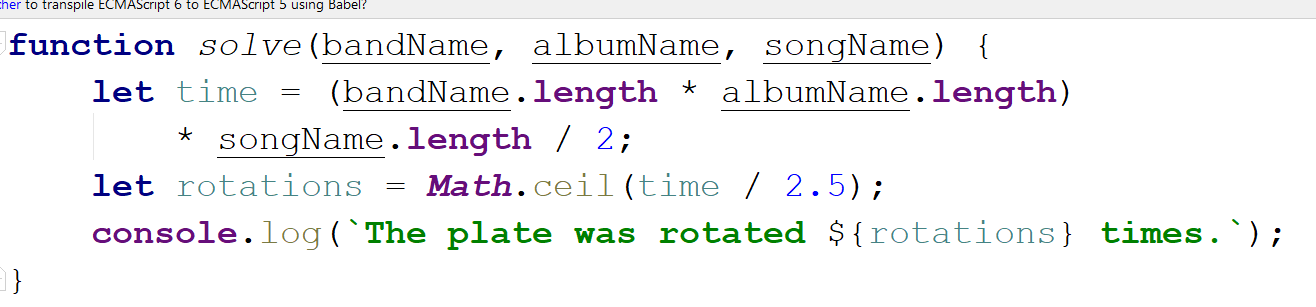 to transpile ECMAScript 6 to ECMAScript 5 using Babel?
function solve(bandName, albumName, songName) {
let time = (bandName.length * albumName.length)
* songName.length / 2;
let rotations = Math.ceil(time / 2.5);
console.log(`The plate was rotated ${rotations} times.`);
}